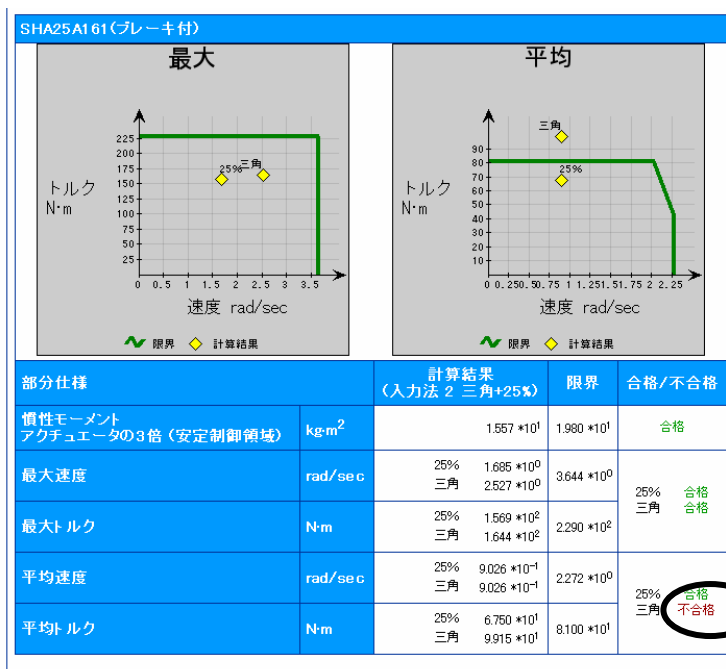 SHA25A161(ブレーキ付)
最大
225
200
175
150
125
100
75
50
25
トルク
N·m
25%
三角
0 0.5 1 1.5 2 2.5 3 3.5
速度 rad/sec
限界 計算結果
平均
90
80
70
60
50
40
30
20
10
トルク
N·m
三角
25%
0 0.250.50.75 1 1.251.51.75 2 2.25
速度 rad/sec
限界 計算結果
部分仕様 計算結果 (入力法 2 三角+25%) 限界 合格/不合格
慣性モーメント
アクチュエータの3倍 (安定制御領域) kg·m² 1.557 *10¹ 1.980 *10¹ 合格
最大速度 rad/sec 25% 1.685 *10⁰ 三角 2.527 *10⁰ 3.644 *10⁰
25% 合格
三角 合格
最大トルク N·m 25% 1.569 *10² 三角 1.644 *10² 2.290 *10²
平均速度 rad/sec 25% 9.026 *10⁻¹ 三角 9.026 *10⁻¹ 2.272 *10⁰
25% 合格
三角 不合格
平均トルク N·m 25% 6.750 *10¹ 三角 9.915 *10¹ 8.100 *10¹